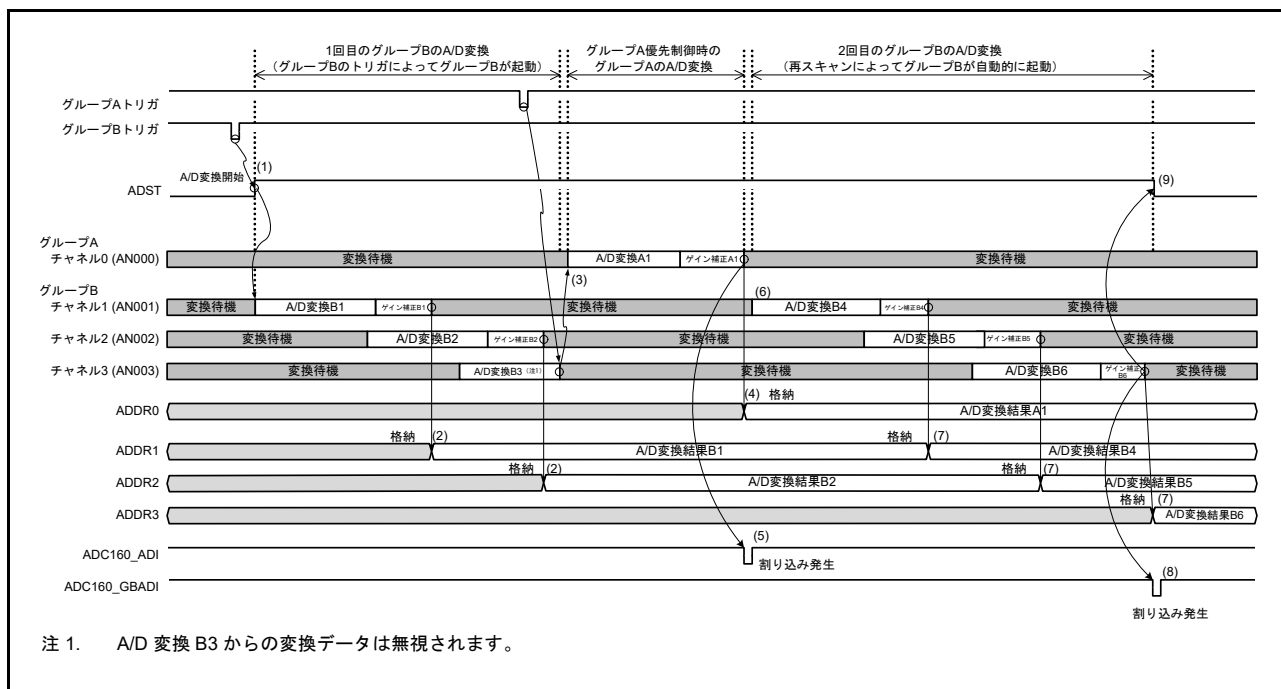 1回目のグループBのA/D変換
(グループBのトリガによってグループBが起動)
グループA優先制御時の
グループAのA/D変換
2回目のグループBのA/D変換
(再スキャンによってグループBが自動的に起動)
グループAトリガ
グループBトリガ
A/D変換開始 (1)
ADST
(9)
グループA
チャネル0 (AN000)
変換待機 A/D変換A1 ゲイン補正A1 変換待機
(3)
グループB
(6)
チャネル1 (AN001)
変換待機 A/D変換B1 ゲイン補正B1 変換待機 A/D変換B4 ゲイン補正B4 変換待機
チャネル2 (AN002)
変換待機 A/D変換B2 ゲイン補正B2 変換待機 A/D変換B5 ゲイン補正B5 変換待機
チャネル3 (AN003)
変換待機 A/D変換B3 (注1) 変換待機 A/D変換B6 ゲイン補正B6 変換待機
(4) 格納
ADDR0 A/D変換結果A1
格納 (2) 格納 (7)
ADDR1 A/D変換結果B1 A/D変換結果B4
格納 (2) 格納 (7)
ADDR2 A/D変換結果B2 A/D変換結果B5
格納 (7)
ADDR3 A/D変換結果B6
ADC160_ADI (5)
割り込み発生
ADC160_GBADI (8)
割り込み発生
注 1. A/D 変換 B3 からの変換データは無視されます。